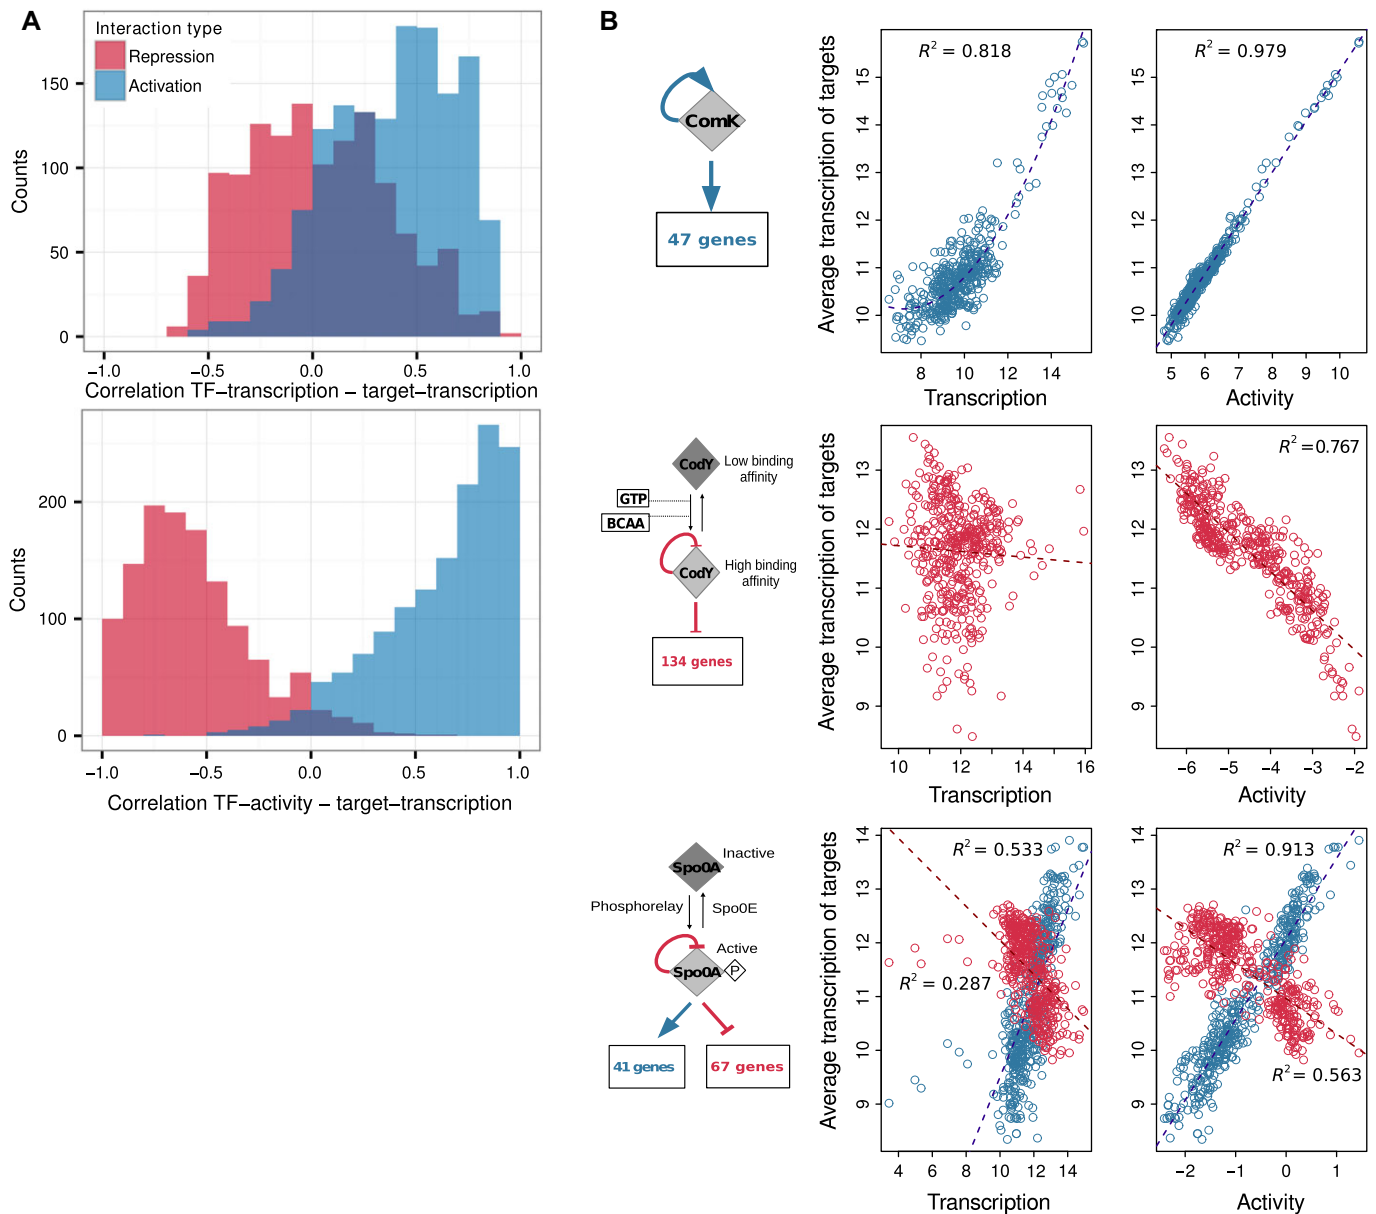 A
Interaction type
Repression
Activation
150
100
50
0
Counts
−1.0 −0.5 0.0 0.5 1.0
Correlation TF−transcription − target−transcription
200
100
0
Counts
−1.0 −0.5 0.0 0.5 1.0
Correlation TF−activity − target−transcription
B
ComK
47 genes
R² = 0.818
Average transcription of targets
15
14
13
12
11
10
8 10 12 14
Transcription
R² = 0.979
15
14
13
12
11
10
5 6 7 8 9 10
Activity
CodY
Low binding
affinity
GTP
BCAA
CodY
High binding
affinity
134 genes
Average transcription of targets
13
12
11
10
9
10 12 14 16
Transcription
R² =0.767
13
12
11
10
9
−6 −5 −4 −3 −2
Activity
Spo0A
Inactive
Phosphorelay
Spo0E
Active
Spo0A
P
41 genes
67 genes
R² = 0.533
R² = 0.287
Average transcription of targets
14
13
12
11
10
9
4 6 8 10 12 14
Transcription
R² = 0.913
R² = 0.563
14
13
12
11
10
9
−2 −1 0 1
Activity